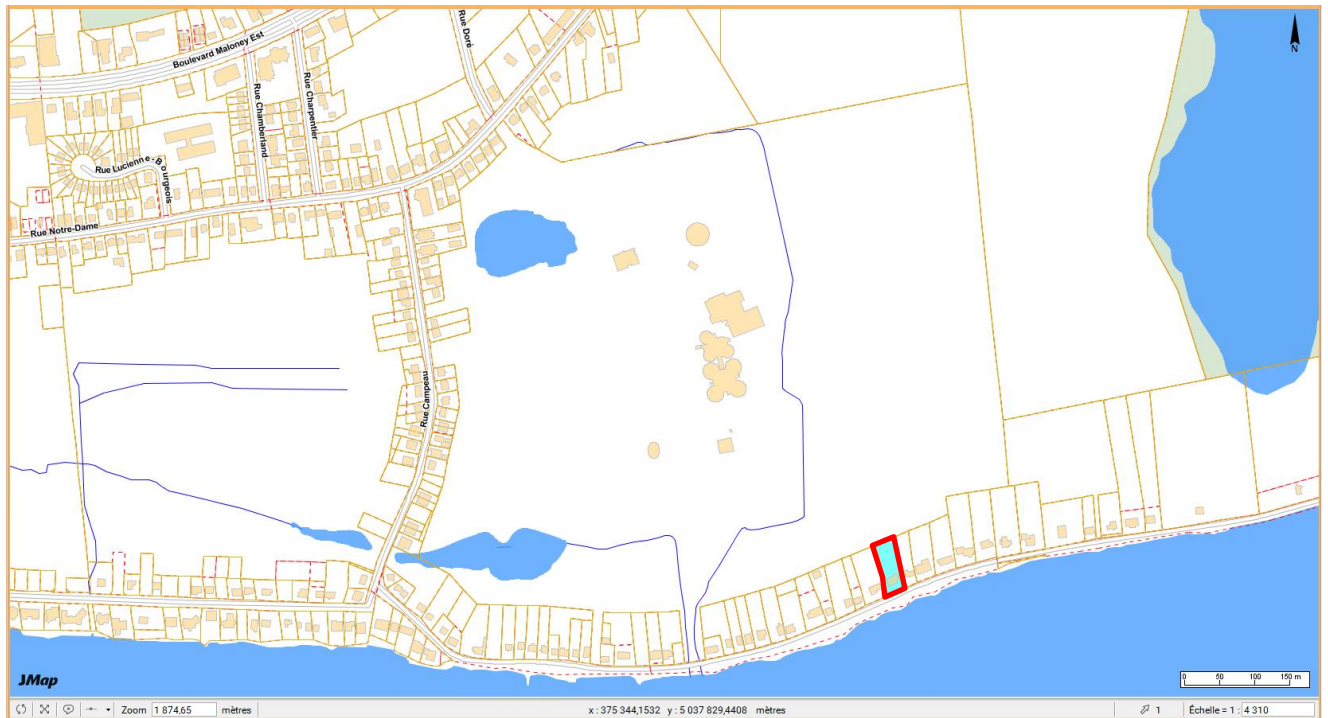 Boulevard Maloney Est
Rue Doré
N
Rue Chamberland
Rue Charpentier
Rue Lucienne-Bourgeois
Rue Notre-Dame
Rue Campeau
JMap
0 50 100 150 m
Zoom 1 874,65 mètres
x : 375 344,1532 y : 5 037 829,4408 mètres
1
Échelle = 1 : 4 310